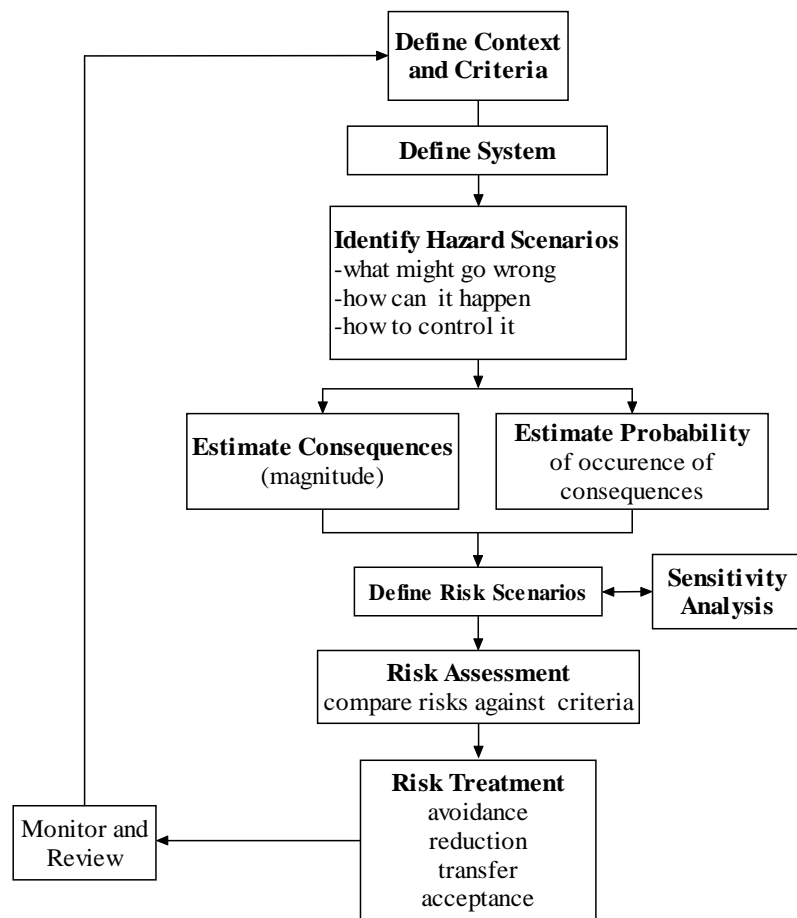 Define Context
and Criteria
Define System
Identify Hazard Scenarios
-what might go wrong
-how can it happen
-how to control it
Estimate Consequences
(magnitude)
Estimate Probability
of occurence of
consequences
Define Risk Scenarios
Sensitivity
Analysis
Risk Assessment
compare risks against criteria
Risk Treatment
avoidance
reduction
transfer
acceptance
Monitor and
Review